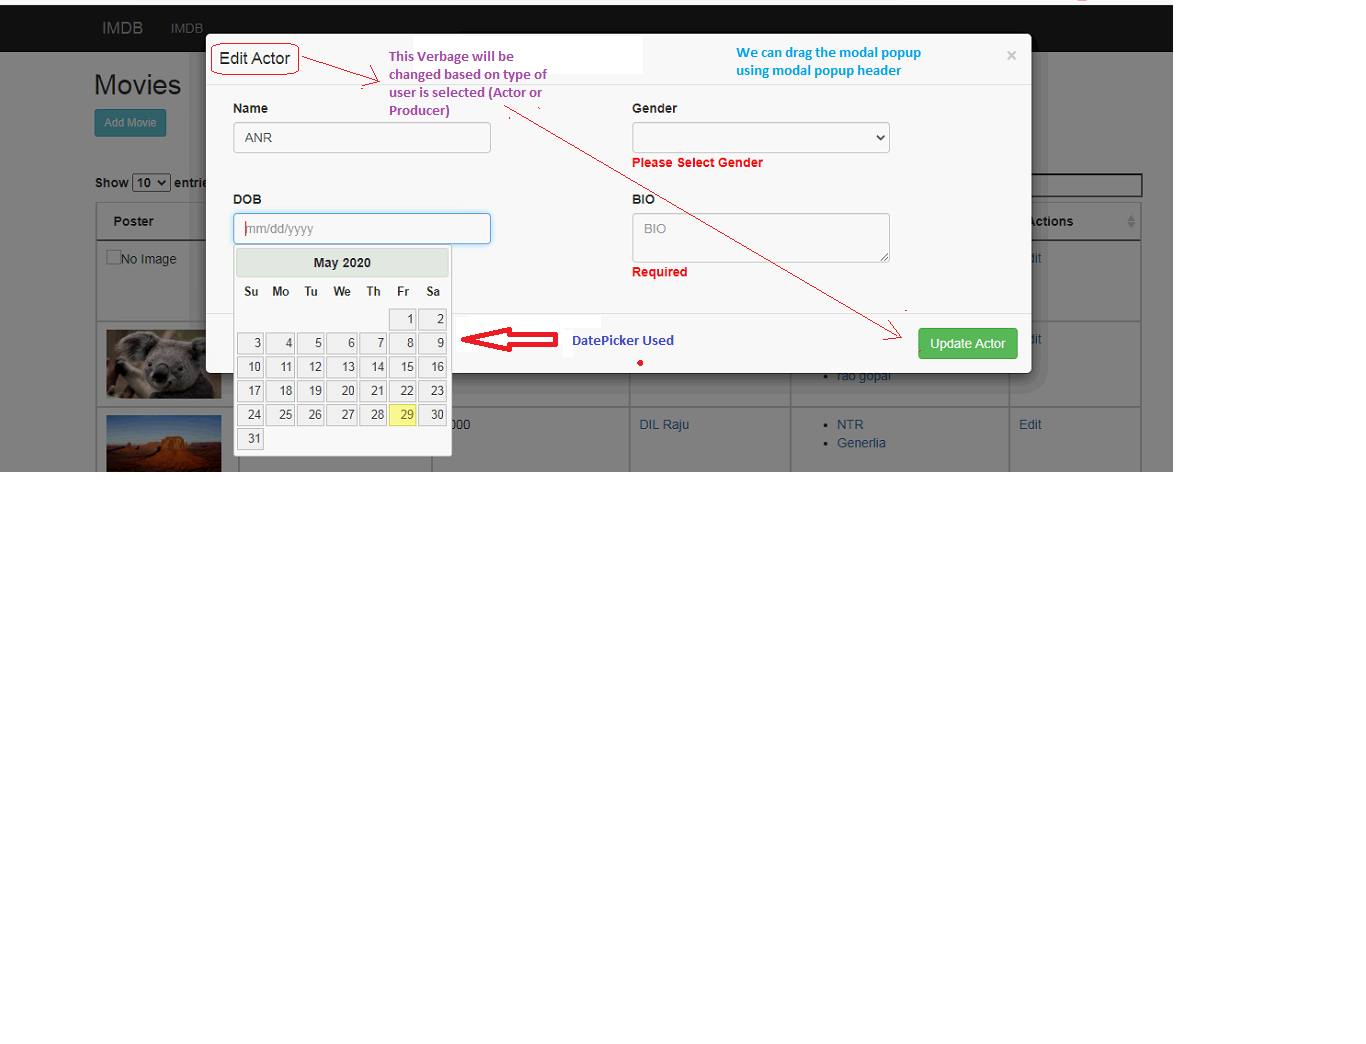 IMDB IMDB
Edit Actor
This Verbage will be
changed based on type of
user is selected (Actor or
Producer)
We can drag the modal popup
using modal popup header
×
Movies
Add Movie
Name
Gender
ANR
Please Select Gender
Show 10 entrie
DOB
BIO
mm/dd/yyyy
BIO
Required
Poster
ctions
No Image
dit
May 2020
Su Mo Tu We Th Fr Sa
1 2
3 4 5 6 7 8 9
10 11 12 13 14 15 16
17 18 19 20 21 22 23
24 25 26 27 28 29 30
31
DatePicker Used
Update Actor
dit
rao gopal
000
DIL Raju
NTR
Generlia
Edit